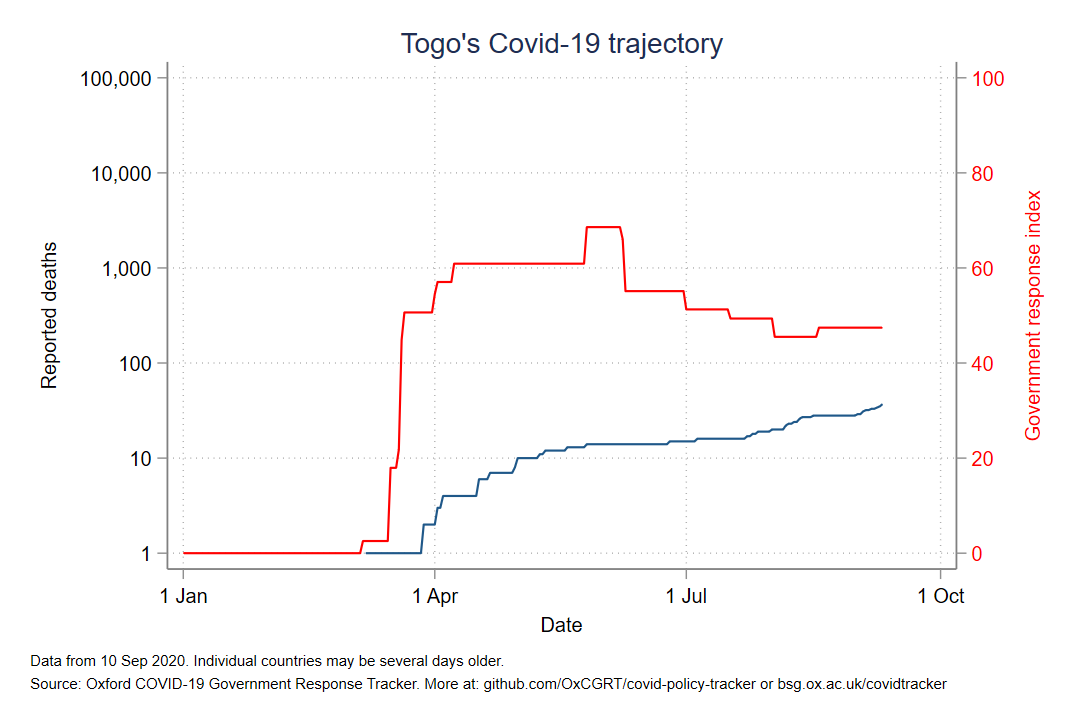 Togo's Covid-19 trajectory
100,000
10,000
1,000
100
10
1
Reported deaths
100
80
60
40
20
0
Government response index
1 Jan
1 Apr
1 Jul
1 Oct
Date
Data from 10 Sep 2020. Individual countries may be several days older.
Source: Oxford COVID-19 Government Response Tracker. More at: github.com/OxCGRT/covid-policy-tracker or bsg.ox.ac.uk/covidtracker